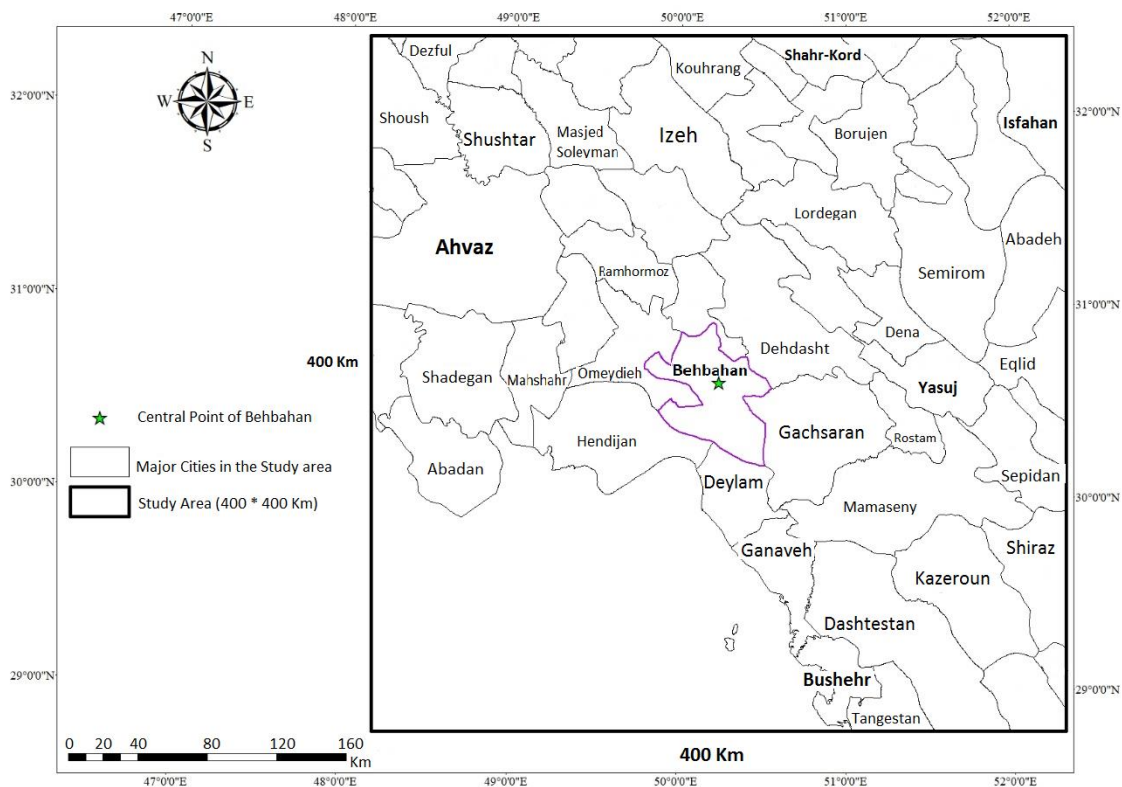 47°0'0"E 48°0'0"E 49°0'0"E 50°0'0"E 51°0'0"E 52°0'0"E
N
W E
S
Dezful
Shahr-Kord
Kouhrang
32°0'0"N
32°0'0"N
Shoush
Shushtar
Masjed
Soleyman
Izeh
Borujen
Isfahan
Lordegan
Abadeh
Ahvaz
Semirom
Ramhormoz
31°0'0"N
31°0'0"N
Dena
Dehdasht
400 Km
Eqlid
Shadegan
Mahshahr
Omeydieh
Behbahan
Yasuj
Central Point of Behbahan
Gachsaran
Rostam
Hendijan
Major Cities in the Study area
Abadan
Sepidan
30°0'0"N
Deylam
30°0'0"N
Study Area (400 * 400 Km)
Mamaseny
Ganaveh
Shiraz
Kazeroun
Dashtestan
29°0'0"N
Bushehr
29°0'0"N
Tangestan
0 20 40 80 120 160
Km
400 Km
47°0'0"E 48°0'0"E 49°0'0"E 50°0'0"E 51°0'0"E 52°0'0"E